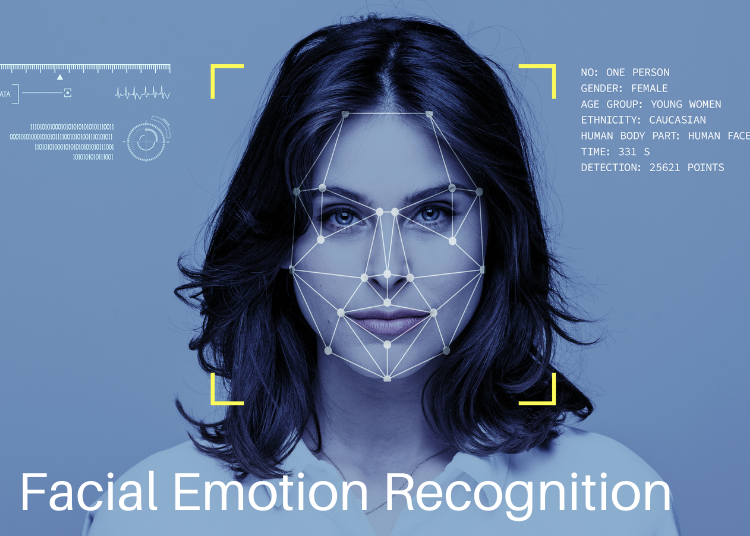 NO: ONE PERSON
GENDER: FEMALE
AGE GROUP: YOUNG WOMEN
ETHNICITY: CAUCASIAN
HUMAN BODY PART: HUMAN FACE
TIME: 331 S
DETECTION: 25621 POINTS
ATA
Facial Emotion Recognition